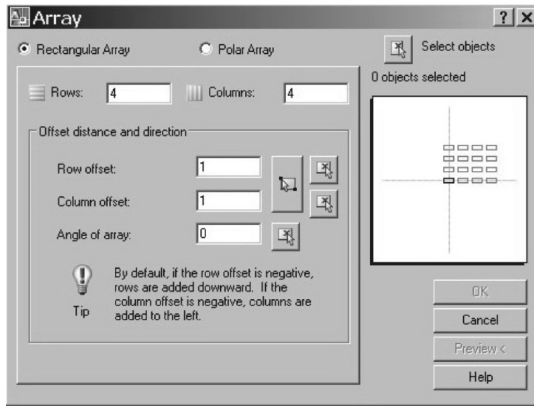 Array
Rectangular Array
Polar Array
Select objects
0 objects selected
Rows: 4
Columns: 4
Offset distance and direction
Row offset: 1
Column offset: 1
Angle of array: 0
By default, if the row offset is negative,
rows are added downward. If the
column offset is negative, columns are
added to the left.
Tip
OK
Cancel
Preview <
Help